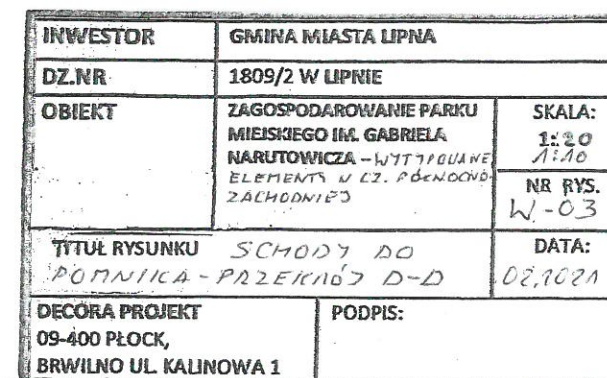 INWESTOR
GMINA MIASTA LIPNA
DZ.NR
1809/2 W LIPNIE
OBIEKT
ZAGOSPODAROWANIE PARKU
MIEJSKIEGO IM. GABRIELA
NARUTOWICZA - WYTYPOWANE
ELEMENTY W CZ. PÓŁNOCNO-
ZACHODNIEJ
SKALA:
1:20
1:10
NR RYS.
W-03
TYTUŁ RYSUNKU SCHODY DO
POMNIKA - PRZEKRÓJ D-D
DATA:
02.2021
DECORA PROJEKT
09-400 PŁOCK,
BRWILNO UL. KALINOWA 1
PODPIS: